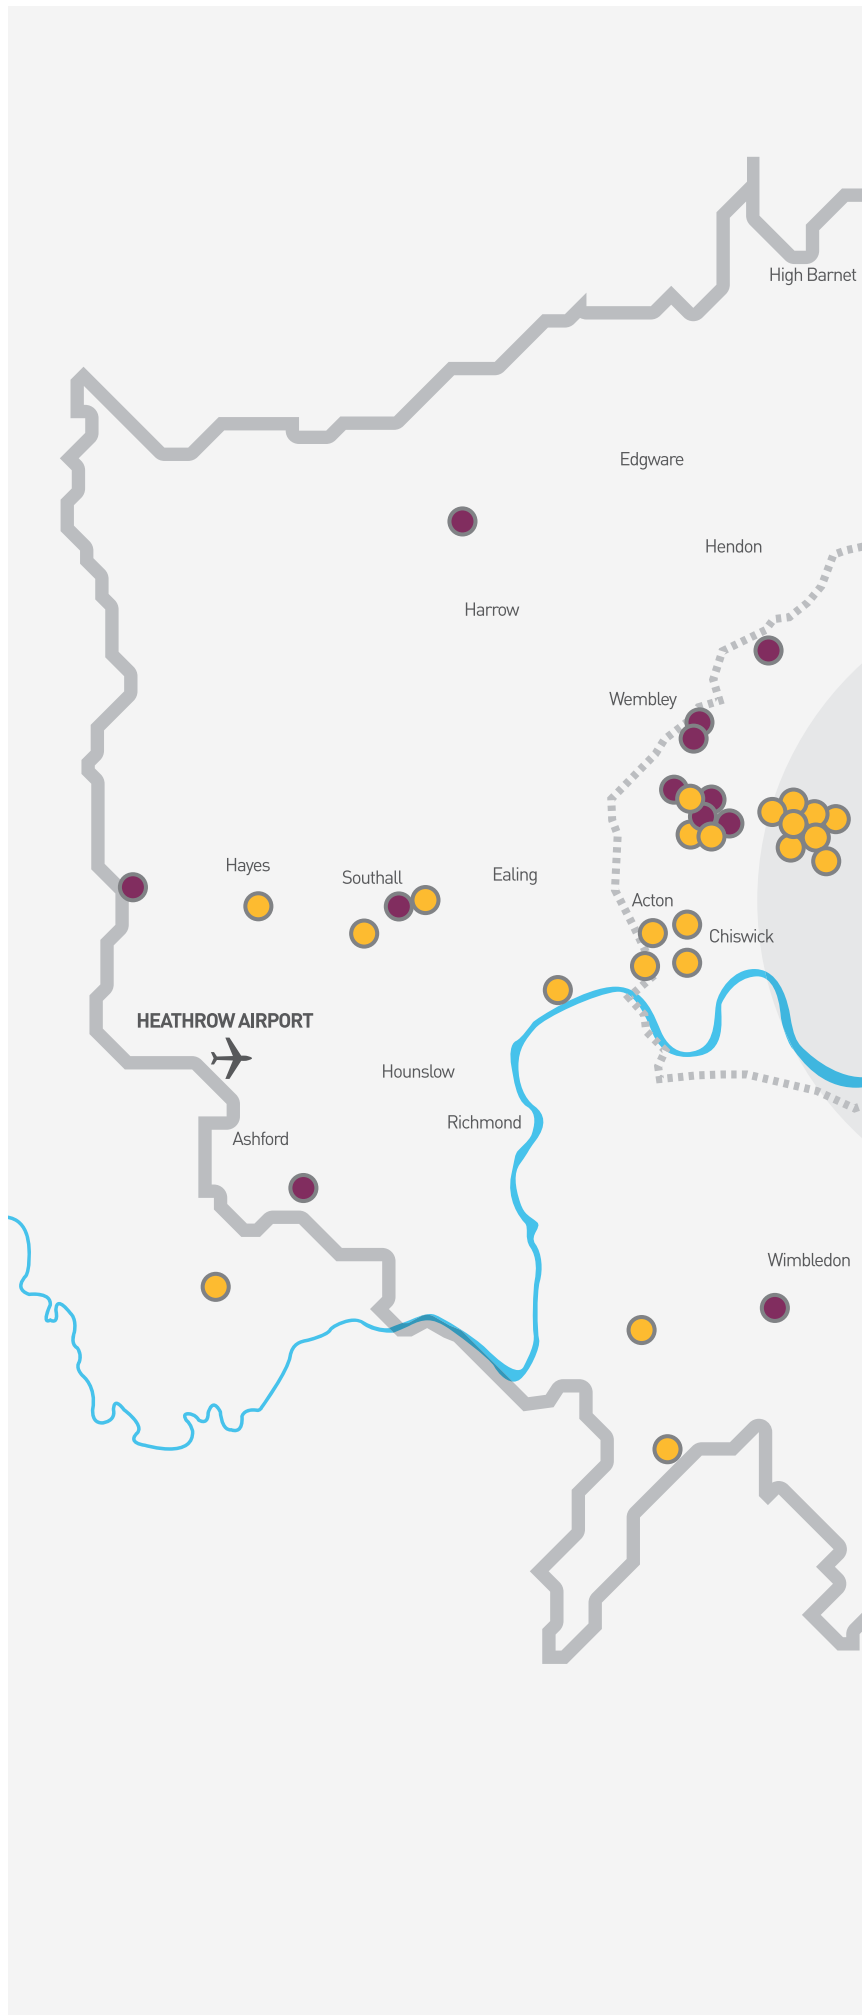 High Barnet
Edgware
Hendon
Harrow
Wembley
Hayes
Southall
Ealing
Acton
Chiswick
HEATHROW AIRPORT
Hounslow
Richmond
Ashford
Wimbledon